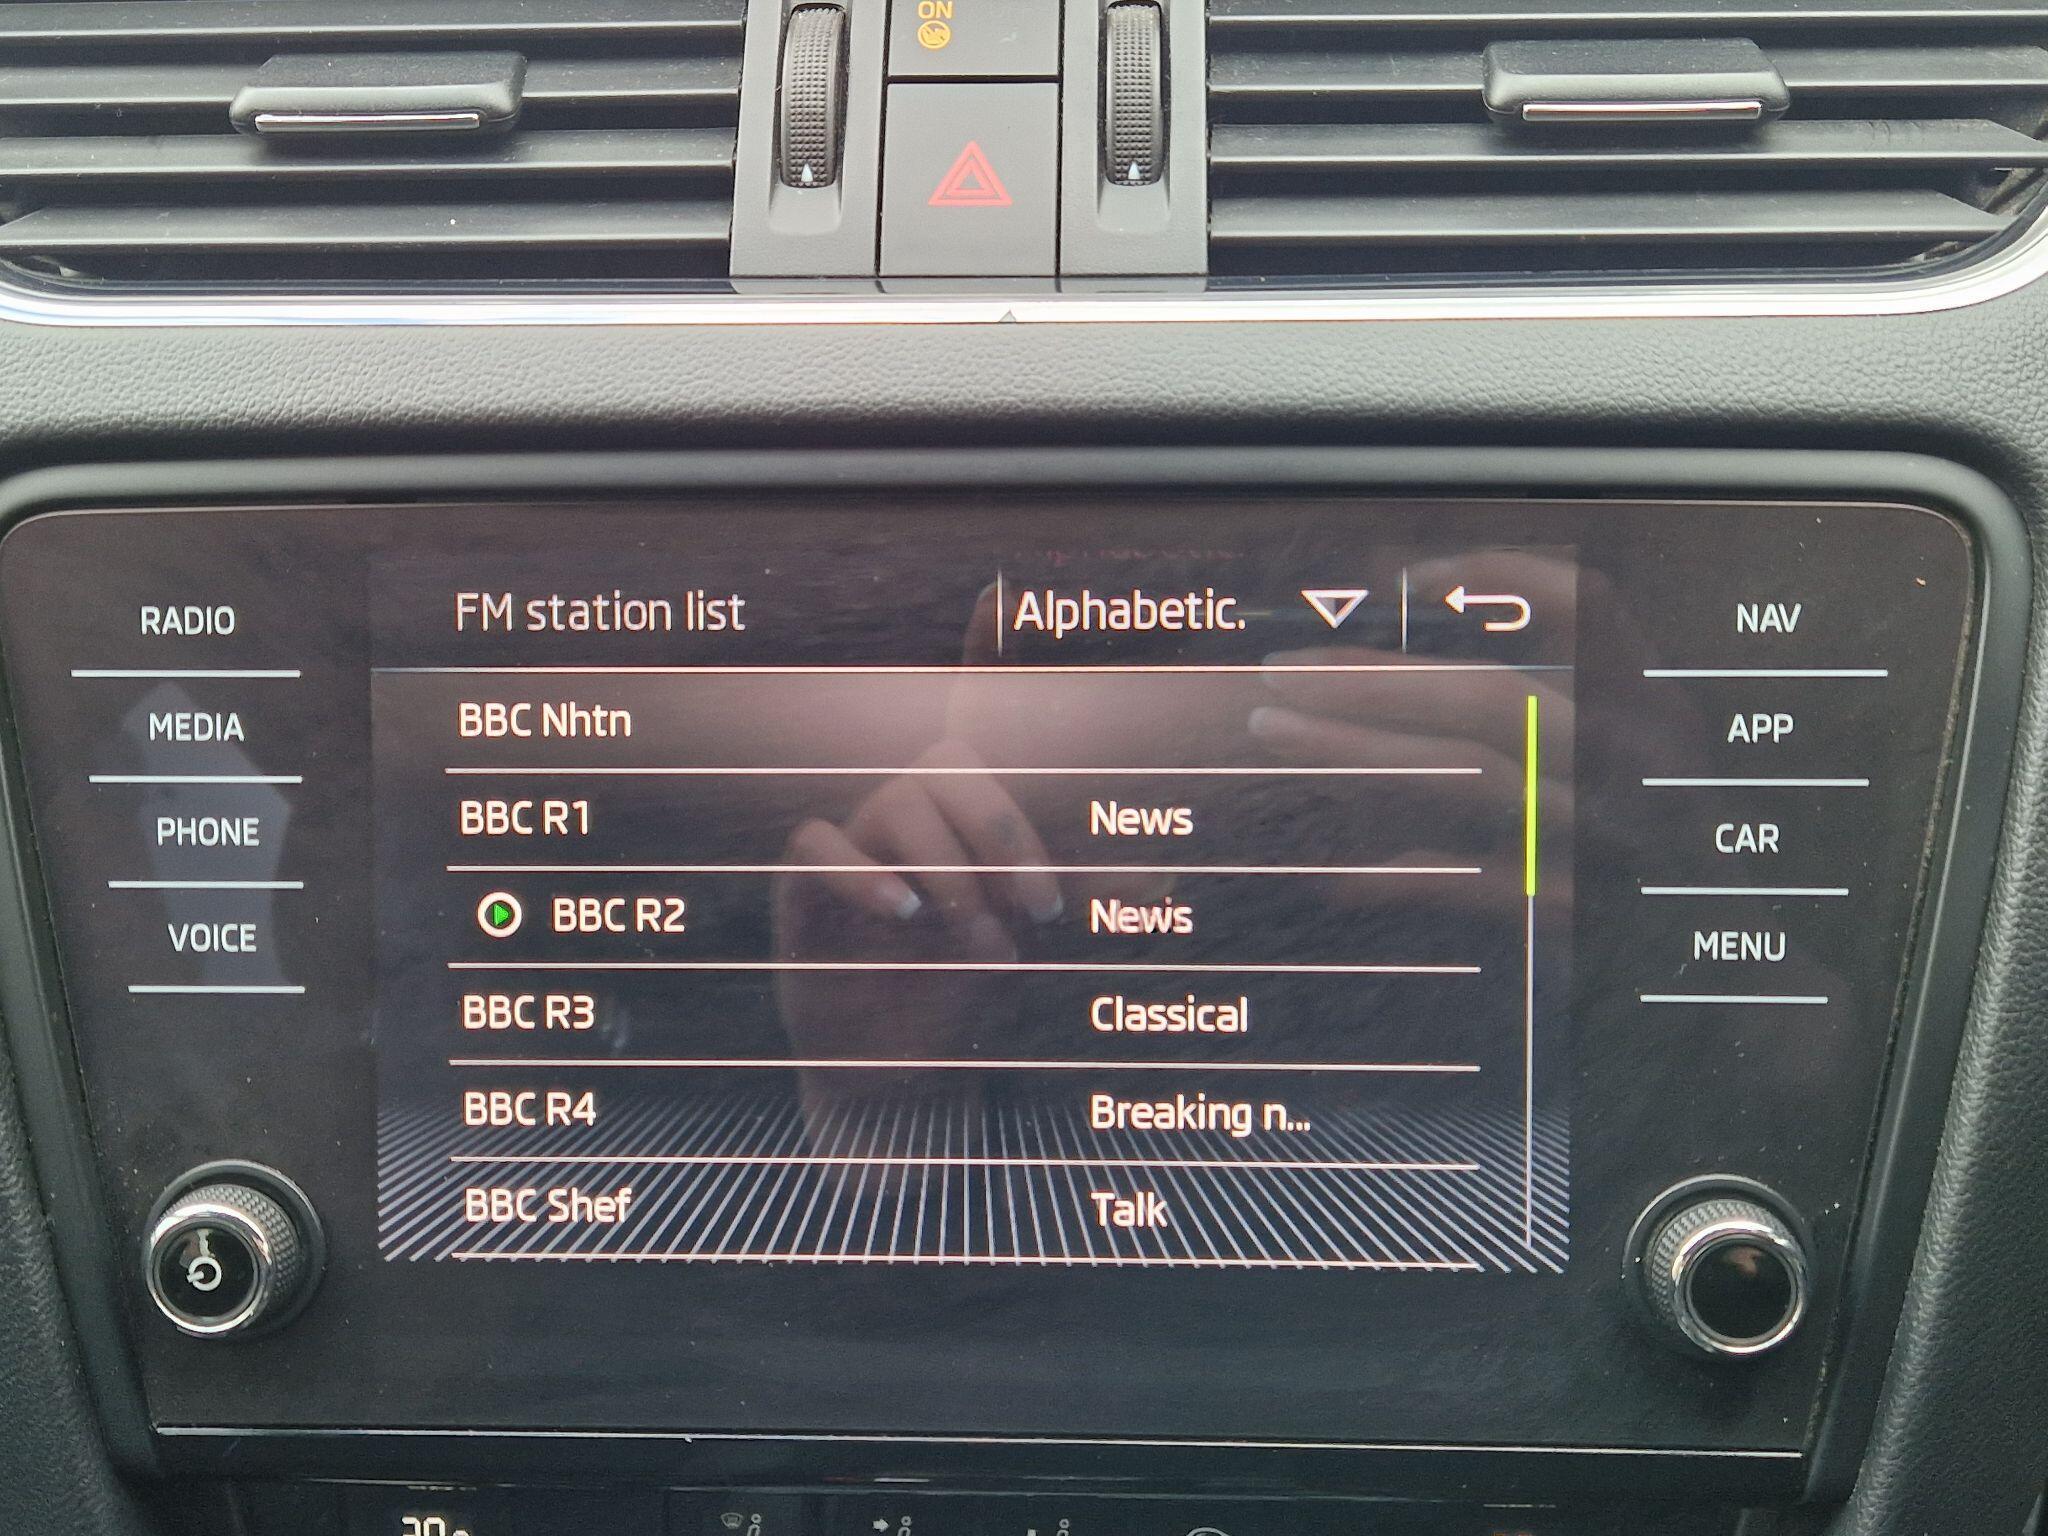 ON
FM station list Alphabetic.
RADIO
MEDIA
PHONE
VOICE
BBC Nhtn
BBC R1 News
BBC R2 News
BBC R3 Classical
BBC R4 Breaking n...
BBC Shef Talk
NAV
APP
CAR
MENU